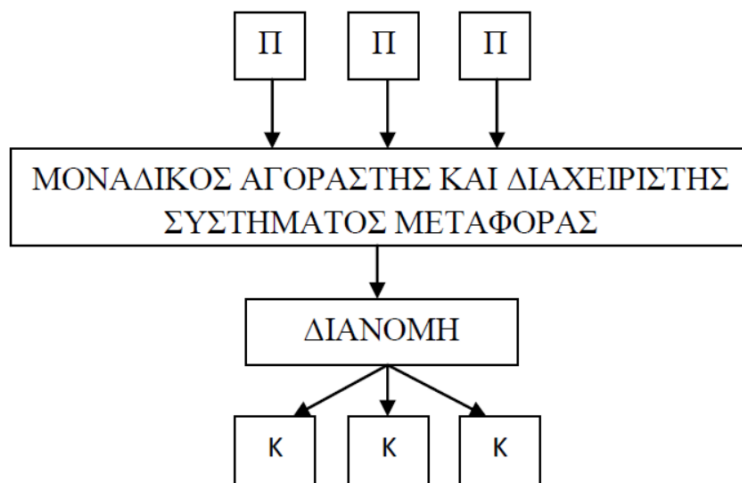 Π Π Π
ΜΟΝΑΔΙΚΟΣ ΑΓΟΡΑΣΤΗΣ ΚΑΙ ΔΙΑΧΕΙΡΙΣΤΗΣ
ΣΥΣΤΗΜΑΤΟΣ ΜΕΤΑΦΟΡΑΣ
ΔΙΑΝΟΜΗ
Κ Κ Κ